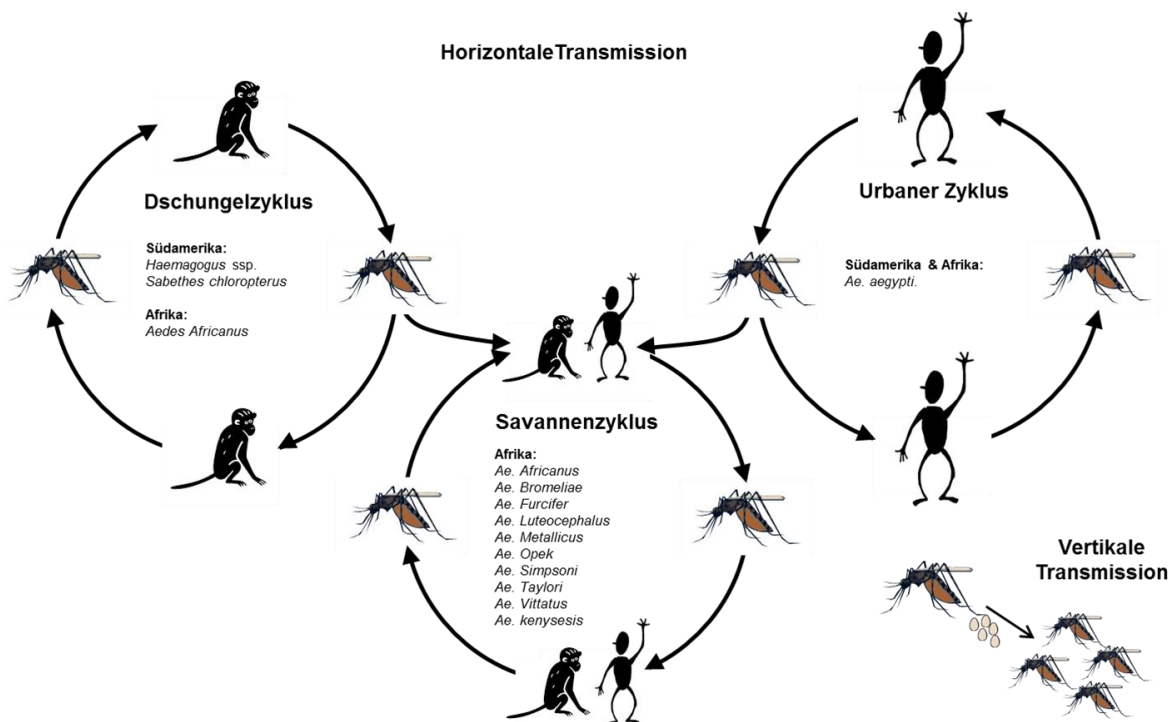 HorizontaleTransmission
Dschungelzyklus
Südamerika:
Haemagogus ssp.
Sabethes chloropterus
Afrika:
Aedes Africanus
Urbaner Zyklus
Südamerika & Afrika:
Ae. aegypti.
Savannenzyklus
Afrika:
Ae. Africanus
Ae. Bromeliae
Ae. Furcifer
Ae. Luteocephalus
Ae. Metallicus
Ae. Opek
Ae. Simpsoni
Ae. Taylori
Ae. Vittatus
Ae. kenysesis
Vertikale
Transmission